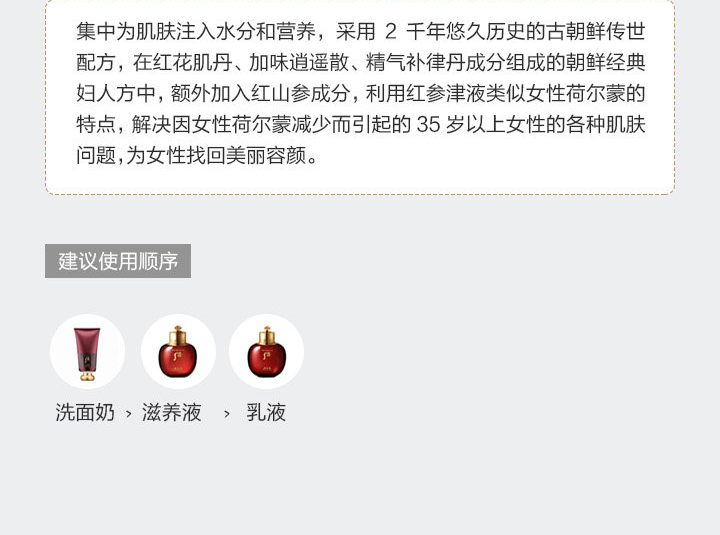 集中为肌肤注入水分和营养，采用 2 千年悠久历史的古朝鲜传世
配方，在红花肌丹、加味逍遥散、精气补律丹成分组成的朝鲜经典
妇人方中，额外加入红山参成分，利用红参津液类似女性荷尔蒙的
特点，解决因女性荷尔蒙减少而引起的 35 岁以上女性的各种肌肤
问题，为女性找回美丽容颜。
建议使用顺序
洗面奶 › 滋养液 › 乳液